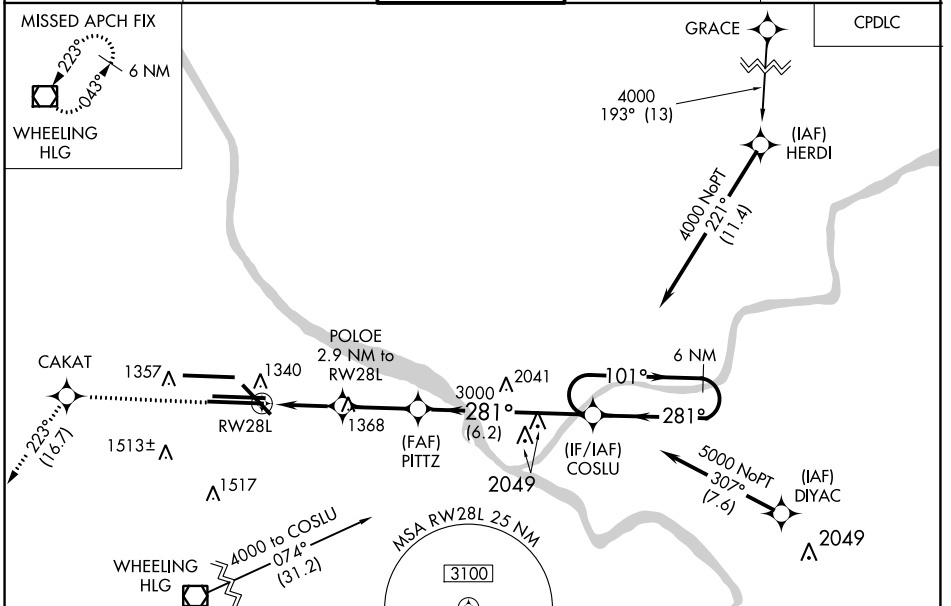 MISSED APCH FIX
223°
043°
6 NM
WHEELING
HLG
GRACE
CPDLC
4000
193° (13)
(IAF)
HERDI
4000 NoPT
221°
(11.4)
CAKAT
223°
(16.7)
1357
1340
RW28L
1513±
1517
POLOE
2.9 NM to
RW28L
1368
(FAF)
PITTZ
3000
281°
(6.2)
2041
2049
(IF/IAF)
COSLU
101°
6 NM
281°
5000 NoPT
307°
(7.6)
(IAF)
DIYAC
2049
WHEELING
HLG
4000 to COSLU
074°
(31.2)
MSA RW28L 25 NM
3100